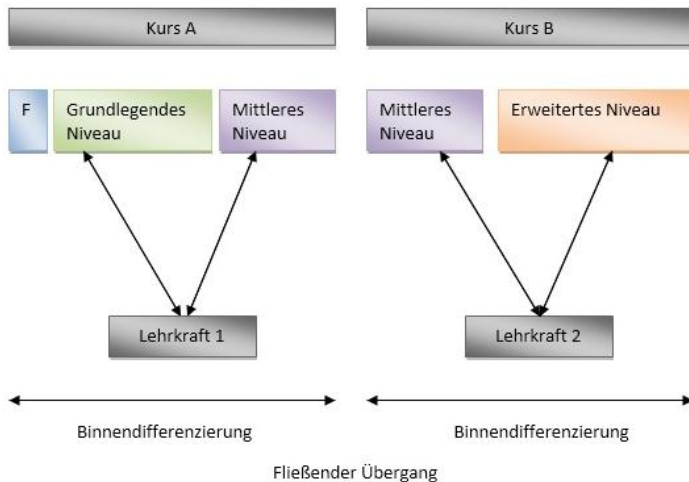 Kurs A
Kurs B
F
Grundlegendes
Niveau
Mittleres
Niveau
Mittleres
Niveau
Erweitertes Niveau
Lehrkraft 1
Lehrkraft 2
Binnendifferenzierung
Binnendifferenzierung
Fließender Übergang